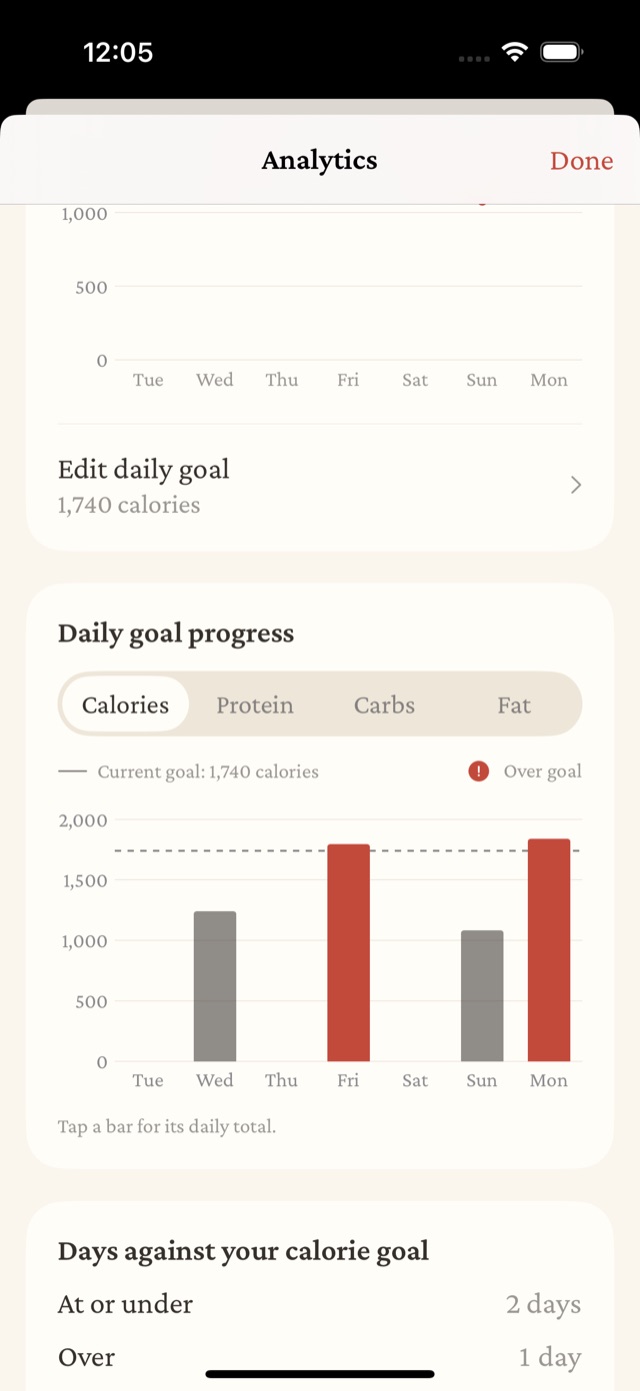 12:05
Analytics
Done
1,000
500
0
Tue Wed Thu Fri Sat Sun Mon
Edit daily goal
1,740 calories
Daily goal progress
Calories Protein Carbs Fat
Current goal: 1,740 calories
! Over goal
2,000
1,500
1,000
500
0
Tue Wed Thu Fri Sat Sun Mon
Tap a bar for its daily total.
Days against your calorie goal
At or under 2 days
Over 1 day